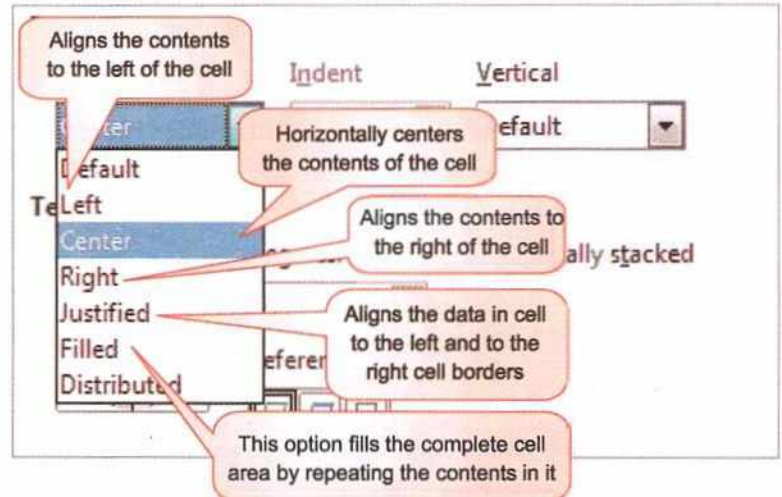 Aligns the contents
to the left of the cell
Indent
Vertical
Horizontally centers
the contents of the cell
Default
Left
Center
Right
Justified
Filled
Distributed
Aligns the contents to
the right of the cell
stacked
Aligns the data in cell
to the left and to the
right cell borders
This option fills the complete cell
area by repeating the contents in it